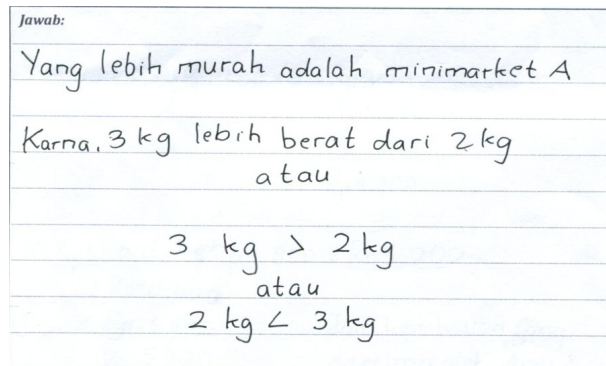 Jawab:
Yang lebih murah adalah minimarket A
Karna, 3 kg lebih berat dari 2 kg
atau
3 kg > 2 kg
atau
2 kg < 3 kg